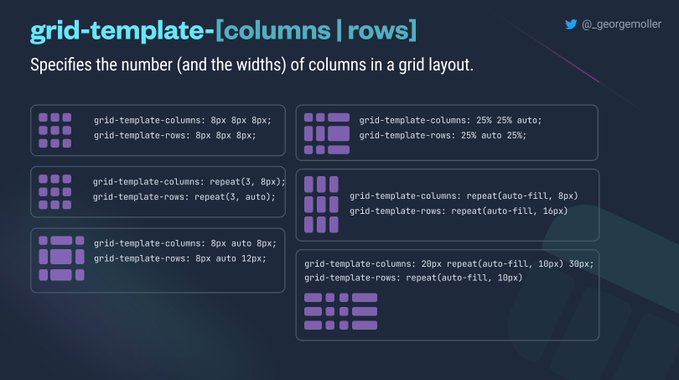 grid-template-[columns | rows]
@_georgemoller
Specifies the number (and the widths) of columns in a grid layout.
grid-template-columns: 8px 8px 8px;
grid-template-rows: 8px 8px 8px;
grid-template-columns: repeat(3, 8px);
grid-template-rows: repeat(3, auto);
grid-template-columns: 8px auto 8px;
grid-template-rows: 8px auto 12px;
grid-template-columns: 25% 25% auto;
grid-template-rows: 25% auto 25%;
grid-template-columns: repeat(auto-fill, 8px)
grid-template-rows: repeat(auto-fill, 16px)
grid-template-columns: 20px repeat(auto-fill, 10px) 30px;
grid-template-rows: repeat(auto-fill, 10px)